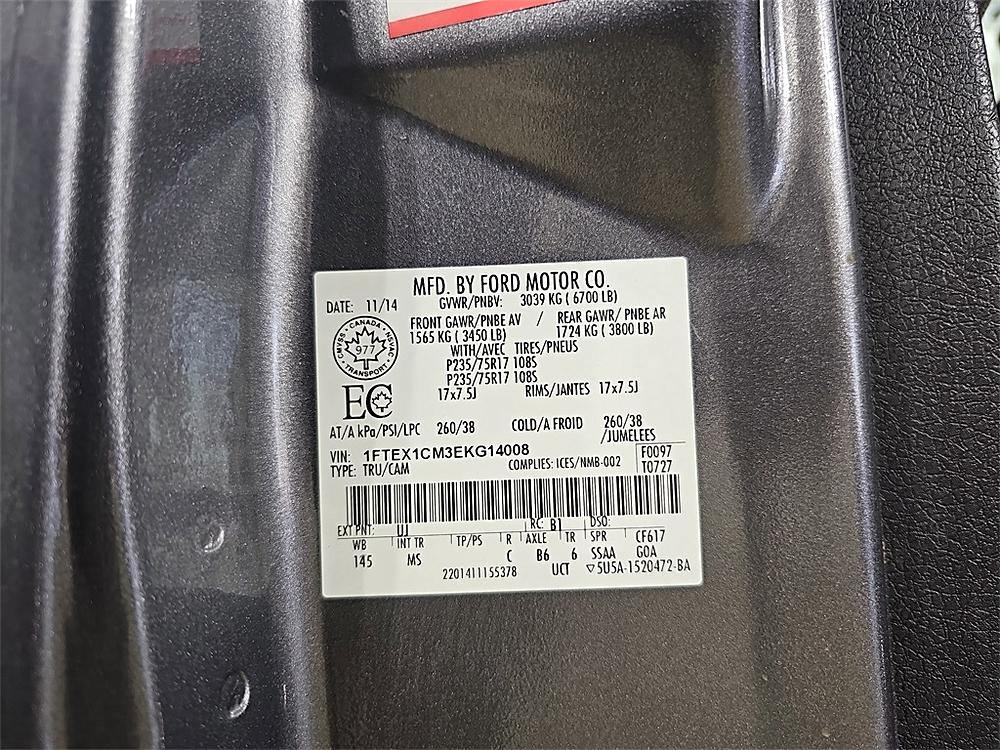 MFD. BY FORD MOTOR CO.
DATE: 11/14 GVWR/PNBV: 3039 KG ( 6700 LB)
FRONT GAWR/PNBE AV / REAR GAWR/ PNBE AR
1565 KG ( 3450 LB) 1724 KG ( 3800 LB)
WITH/AVEC TIRES/PNEUS
P235/75R17 108S
P235/75R17 108S
17x7.5J RIMS/JANTES 17x7.5J
CANADA
CMVSS 977 NSVAC
TRANSPORT
EC
AT/A kPa/PSI/LPC 260/38 COLD/A FROID 260/38
/JUMELEES
VIN: 1FTEX1CM3EKG14008
TYPE: TRU/CAM COMPLIES: ICES/NMB-002
F0097
T0727
EXT PNT: UJ RC: B1 DSO:
WB INT TR TP/PS R AXLE TR SPR CF617
145 MS C B6 6 SSAA GOA
2201411155378 UCT ▽5U5A-1520472-BA